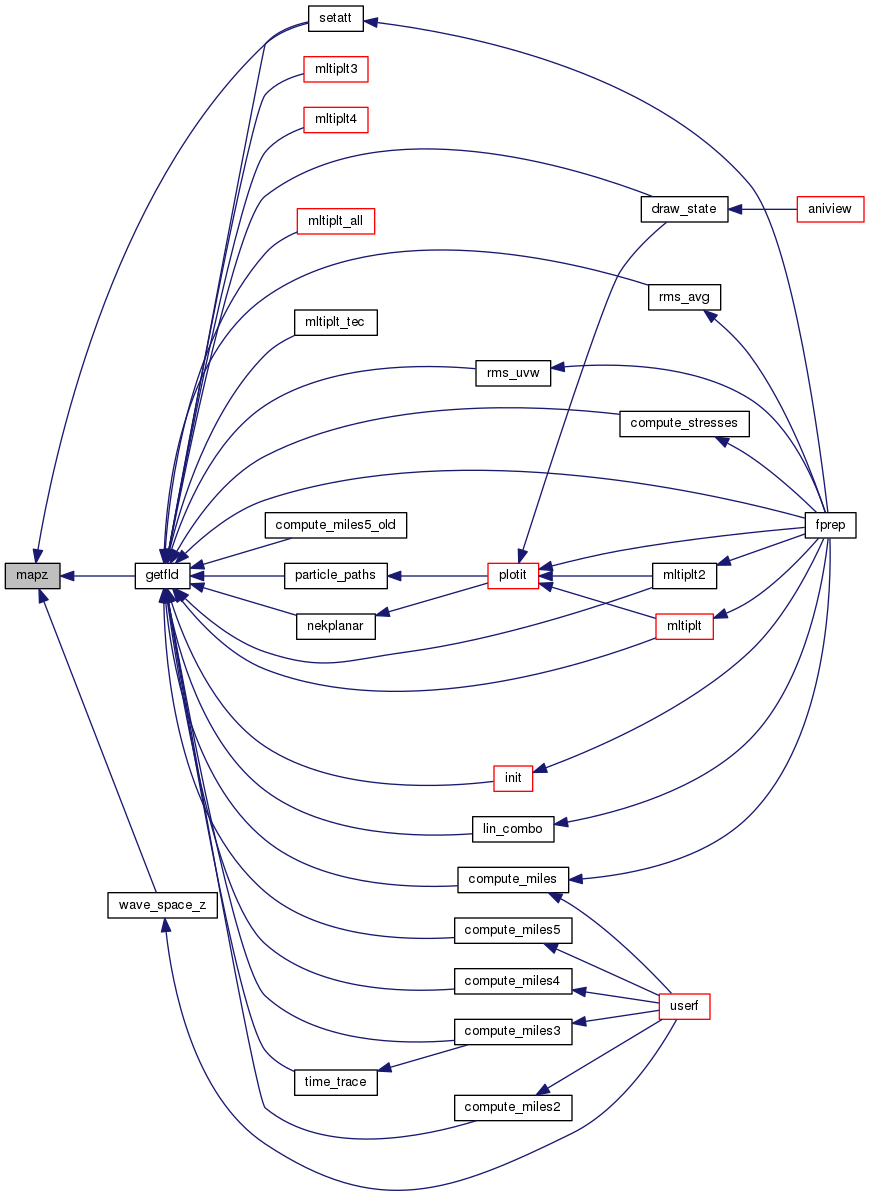 setatt
mltiplt3
mltiplt4
draw_state
aniview
mltiplt_all
rms_avg
mltiplt_tec
rms_uvw
compute_stresses
compute_miles5_old
fprep
mapz
getfld
particle_paths
plotit
mltiplt2
nekplanar
mltiplt
init
lin_combo
compute_miles
wave_space_z
compute_miles5
compute_miles4
userf
compute_miles3
time_trace
compute_miles2